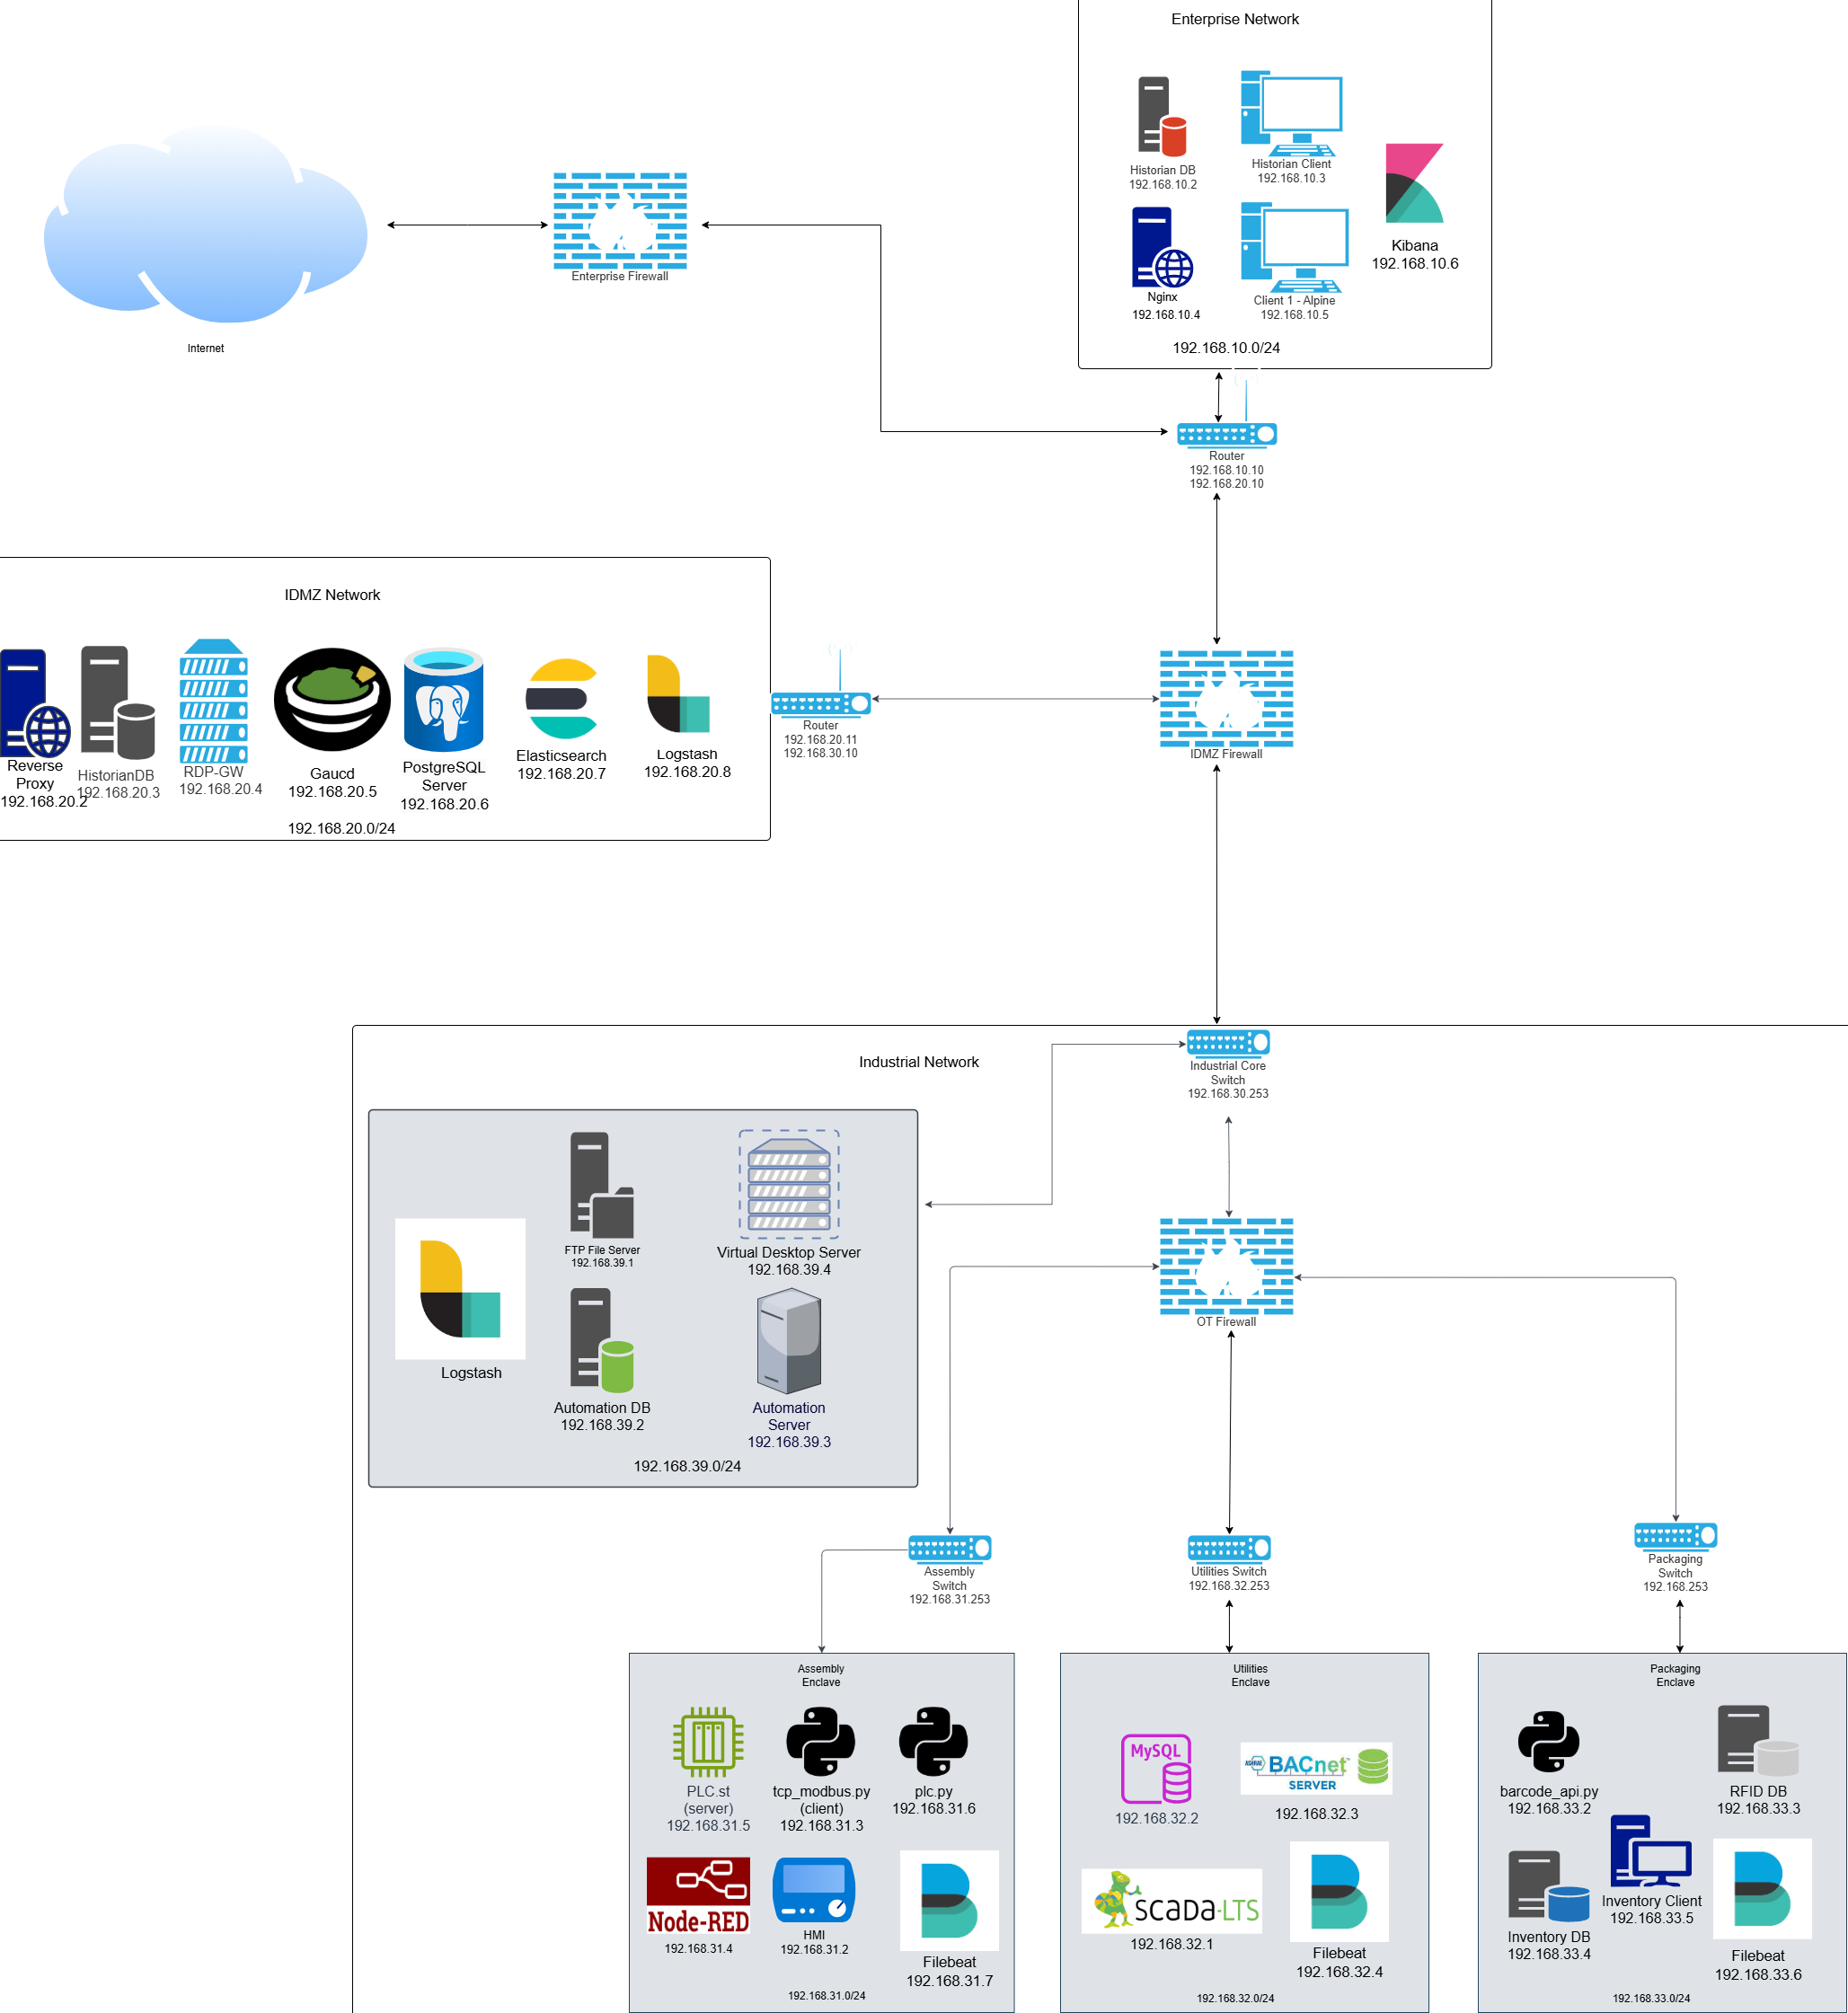 Enterprise Network
Historian DB
192.168.10.2
Historian Client
192.168.10.3
Kibana
192.168.10.6
Nginx
192.168.10.4
Client 1 - Alpine
192.168.10.5
192.168.10.0/24
Internet
Enterprise Firewall
Router
192.168.10.10
192.168.20.10
IDMZ Network
Reverse
Proxy
192.168.20.2
HistorianDB
192.168.20.3
RDP-GW
192.168.20.4
Gaucd
192.168.20.5
PostgreSQL
Server
192.168.20.6
Elasticsearch
192.168.20.7
Logstash
192.168.20.8
192.168.20.0/24
Router
192.168.20.11
192.168.30.10
IDMZ Firewall
Industrial Network
Industrial Core
Switch
192.168.30.253
FTP File Server
192.168.39.1
Virtual Desktop Server
192.168.39.4
Logstash
Automation DB
192.168.39.2
Automation
Server
192.168.39.3
192.168.39.0/24
OT Firewall
Assembly
Switch
192.168.31.253
Utilities Switch
192.168.32.253
Packaging
Switch
192.168.253
Assembly
Enclave
PLC.st
(server)
192.168.31.5
tcp_modbus.py
(client)
192.168.31.3
plc.py
192.168.31.6
Node-RED
192.168.31.4
HMI
192.168.31.2
Filebeat
192.168.31.7
192.168.31.0/24
Utilities
Enclave
MySQL
192.168.32.2
ASHRAE BACnet™
SERVER
192.168.32.3
SCADA-LTS
192.168.32.1
Filebeat
192.168.32.4
192.168.32.0/24
Packaging
Enclave
barcode_api.py
192.168.33.2
RFID DB
192.168.33.3
Inventory DB
192.168.33.4
Inventory Client
192.168.33.5
Filebeat
192.168.33.6
192.168.33.0/24